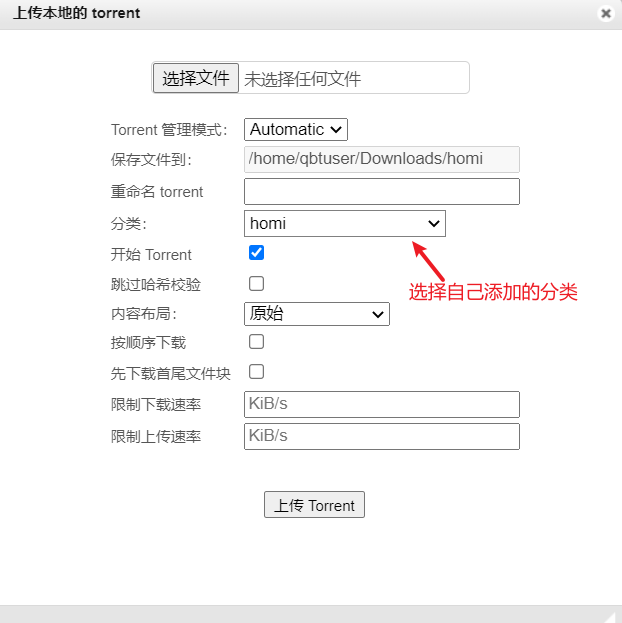 上传本地的 torrent
选择文件 未选择任何文件
Torrent 管理模式： Automatic
保存文件到： /home/qbtuser/Downloads/homi
重命名 torrent
分类： homi
开始 Torrent
选择自己添加的分类
跳过哈希校验
内容布局： 原始
按顺序下载
先下载首尾文件块
限制下载速率 KiB/s
限制上传速率 KiB/s
上传 Torrent